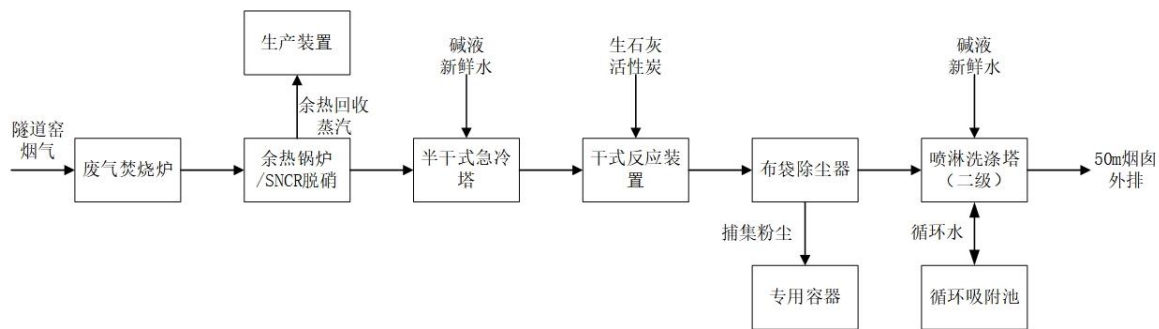 生产装置
碱液
新鲜水
生石灰
活性炭
碱液
新鲜水
余热回收
蒸汽
隧道窑
烟气
废气焚烧炉
余热锅炉
/SNCR脱硝
半干式急冷
塔
干式反应装
置
布袋除尘器
喷淋洗涤塔
（二级）
50m烟囱
外排
捕集粉尘
循环水
专用容器
循环吸附池